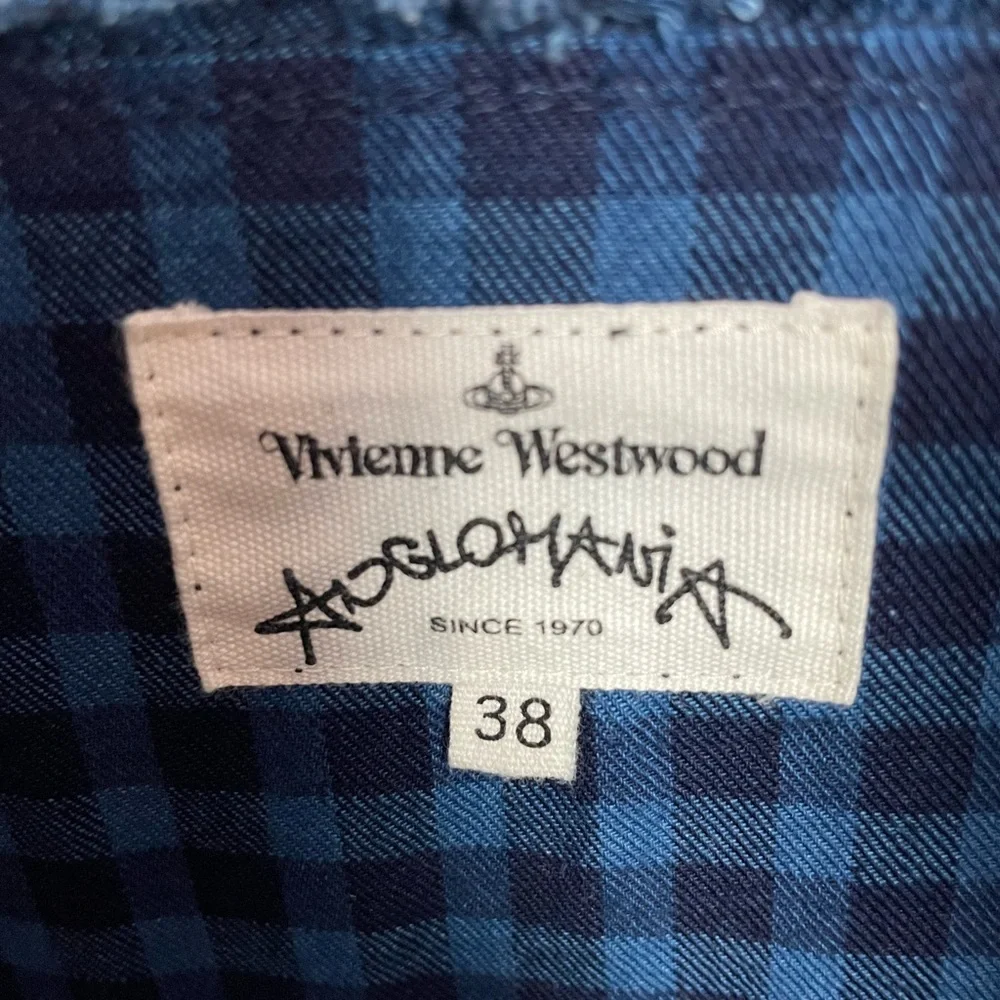 Vivienne Westwood
ANGLOMANiA
SINCE 1970
38